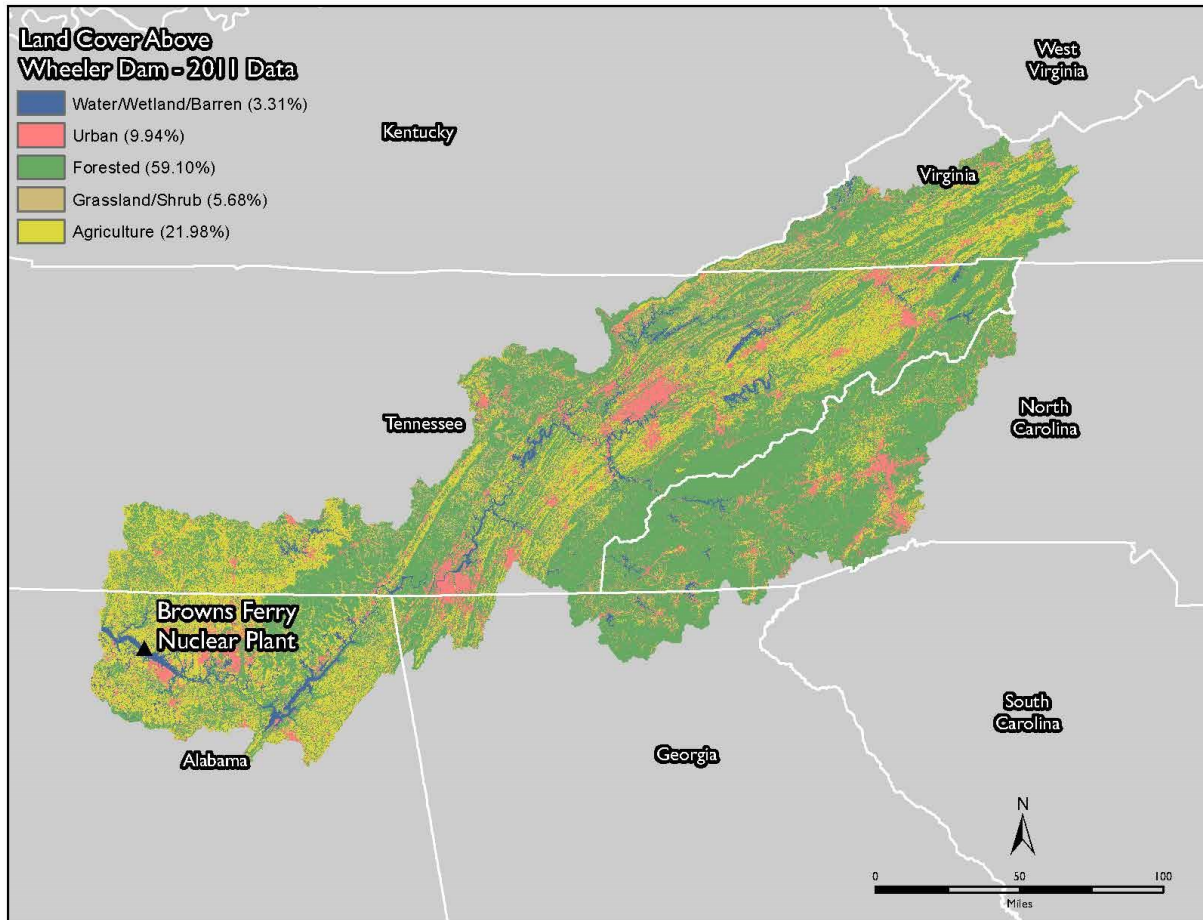 Land Cover Above
Wheeler Dam - 2011 Data
Water/Wetland/Barren (3.31%)
Urban (9.94%)
Forested (59.10%)
Grassland/Shrub (5.68%)
Agriculture (21.98%)
West
Virginia
Kentucky
Virginia
Tennessee
North
Carolina
Browns Ferry
Nuclear Plant
Alabama
Georgia
South
Carolina
N
0 50 100
Miles